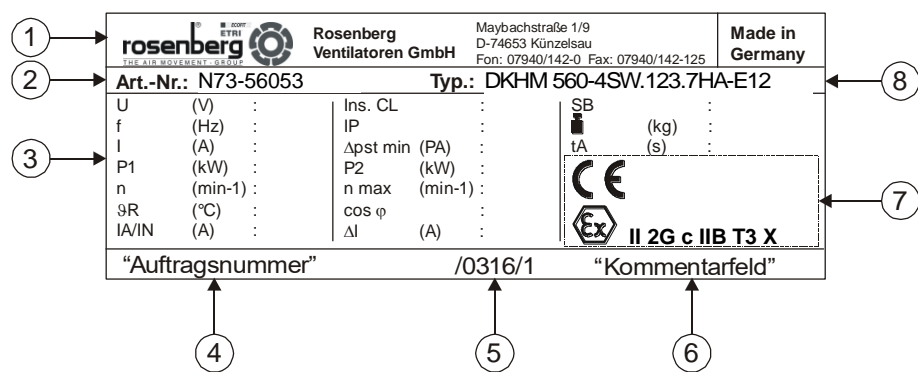 1
rosenberg
ECOFIT
ETRI
THE AIR MOVEMENT - GROUP
Rosenberg
Ventilatoren GmbH
Maybachstraße 1/9
D-74653 Künzelsau
Fon: 07940/142-0 Fax: 07940/142-125
Made in
Germany
2
Art.-Nr.: N73-56053 Typ.: DKHM 560-4SW.123.7HA-E12
8
3
U (V) :
f (Hz) :
I (A) :
P1 (kW) :
n (min-1) :
ϑR (°C) :
IA/IN (A) :
Ins. CL :
IP :
Δpst min (PA) :
P2 (kW) :
n max (min-1) :
cos φ :
ΔI (A) :
SB :
(kg) :
tA (s) :
CE
Ex II 2G c IIB T3 X
7
“Auftragsnummer” /0316/1 “Kommentarfeld”
4 5 6